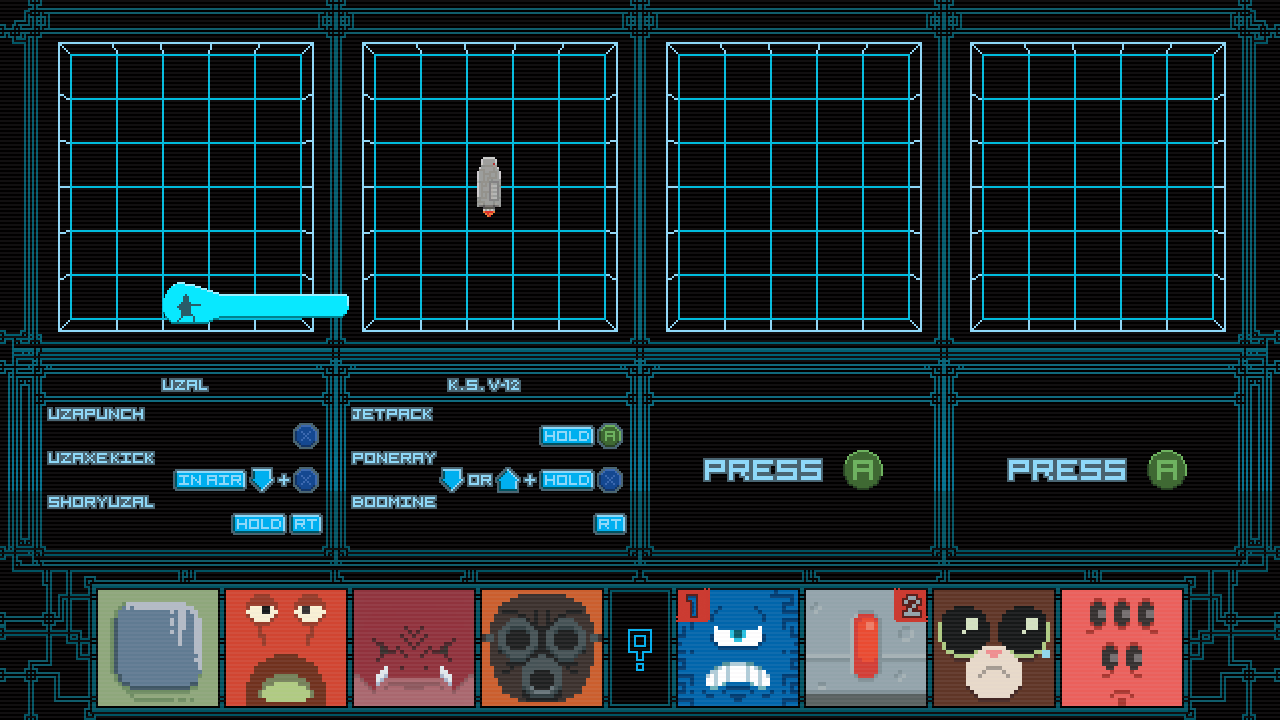 UZAL
UZAPUNCH
X
UZAXEKICK
IN AIR + X
SHORYUZAL
HOLD RT
K.S.V-12
JETPACK
HOLD A
PONERAY
OR + HOLD X
BOOMINE
RT
PRESS A
PRESS A
1
2